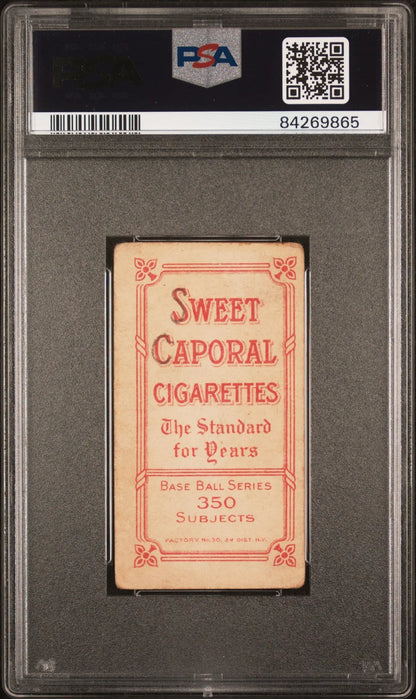 PSA
84269865
SWEET
CAPORAL
CIGARETTES
The Standard
for Years
BASE BALL SERIES
350
SUBJECTS
FACTORY No. 30, 2d DIST. N.Y.